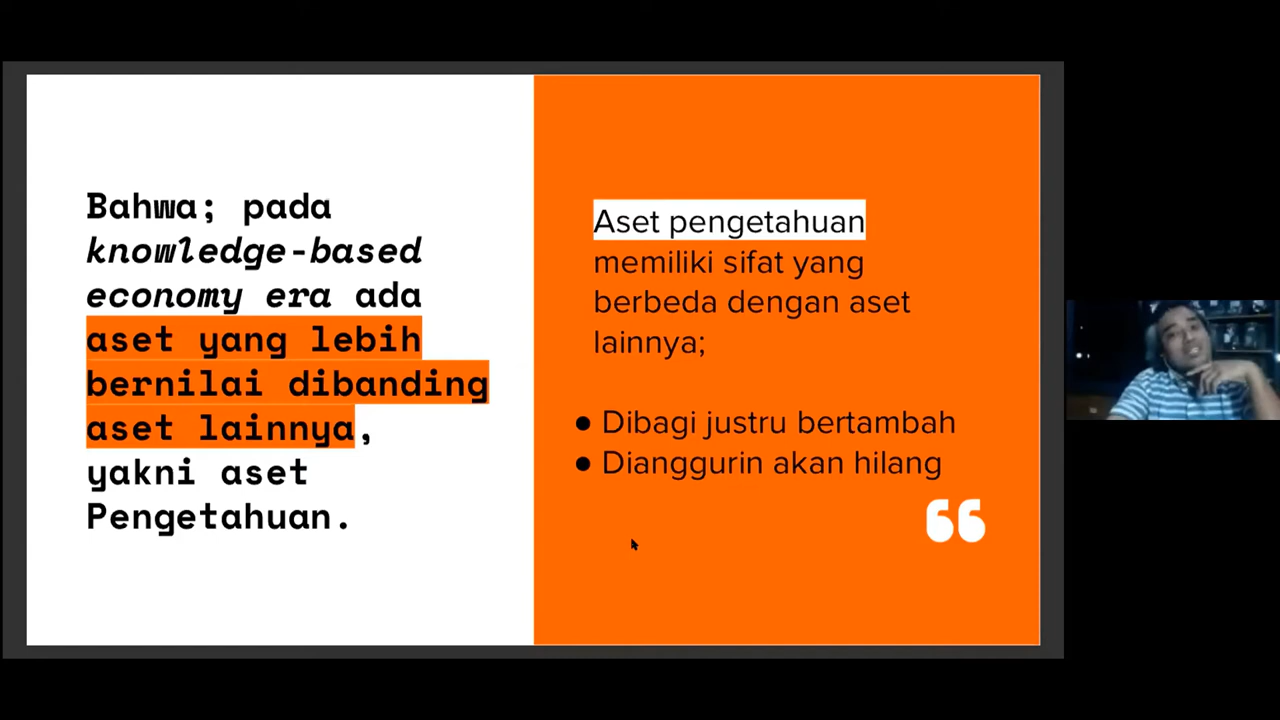 Bahwa; pada
knowledge-based
economy era ada
aset yang lebih
bernilai dibanding
aset lainnya,
yakni aset
Pengetahuan.
Aset pengetahuan
memiliki sifat yang
berbeda dengan aset
lainnya;
● Dibagi justru bertambah
● Dianggurin akan hilang
“